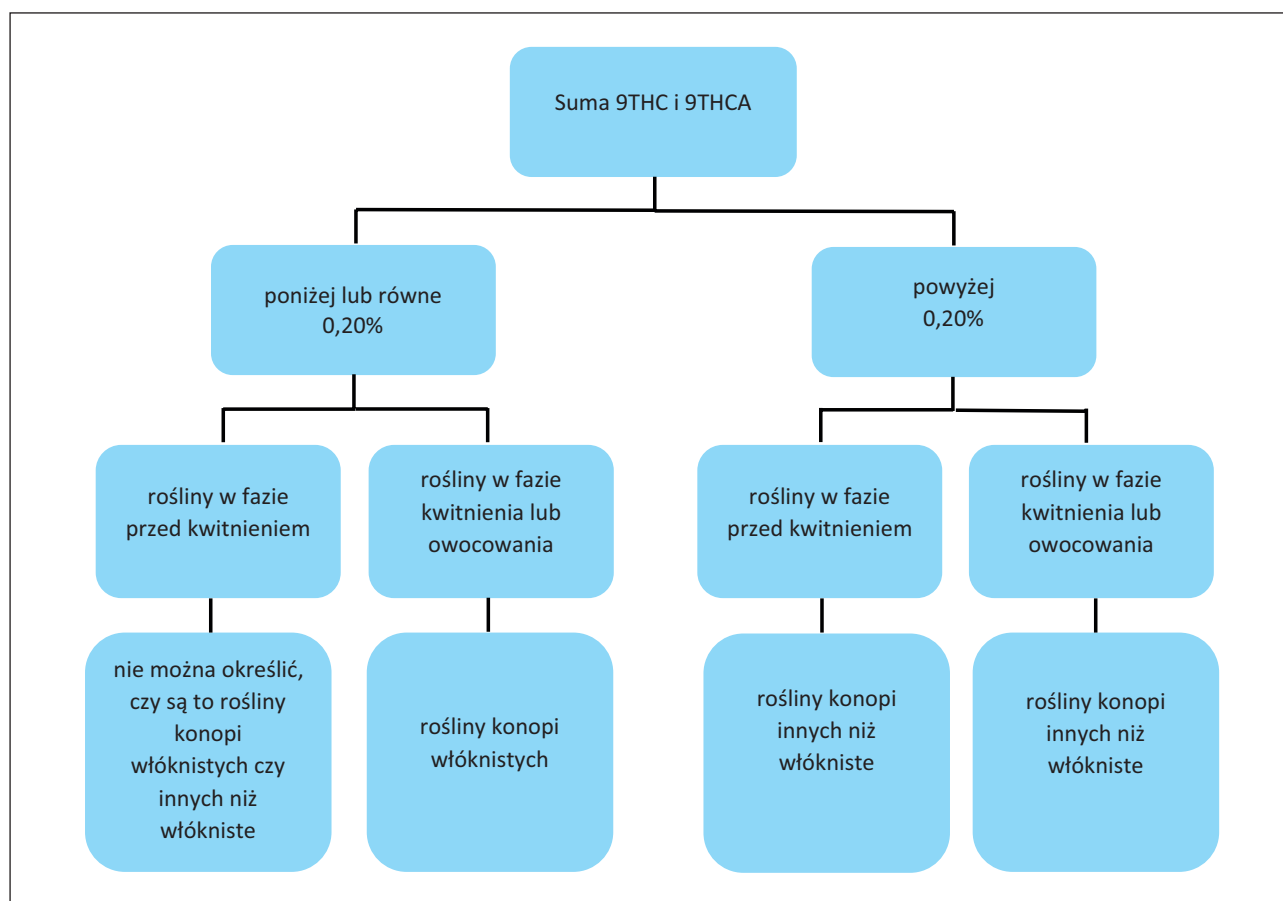 Suma 9THC i 9THCA
poniżej lub równe
0,20%
powyżej
0,20%
rośliny w fazie
przed kwitnieniem
rośliny w fazie
kwitnienia lub
owocowania
rośliny w fazie
przed kwitnieniem
rośliny w fazie
kwitnienia lub
owocowania
nie można określić,
czy są to rośliny
konopi
włóknistych czy
innych niż
włókniste
rośliny konopi
włóknistych
rośliny konopi
innych niż
włókniste
rośliny konopi
innych niż
włókniste